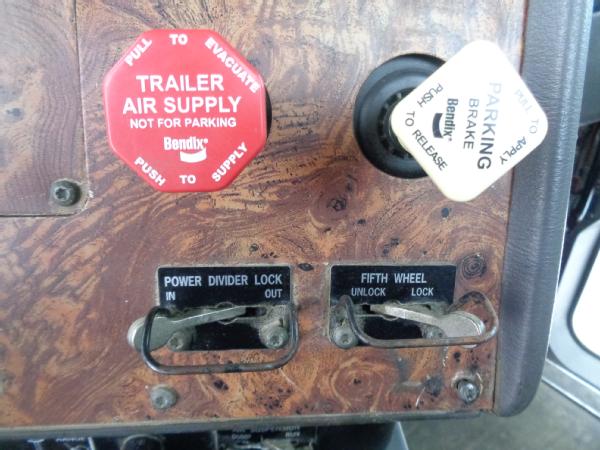 PULL TO EVACUATE
TRAILER
AIR SUPPLY
NOT FOR PARKING
Bendix®
PUSH TO SUPPLY
PULL TO APPLY
PARKING
BRAKE
Bendix®
PUSH TO RELEASE
POWER DIVIDER LOCK
IN OUT
FIFTH WHEEL
UNLOCK LOCK